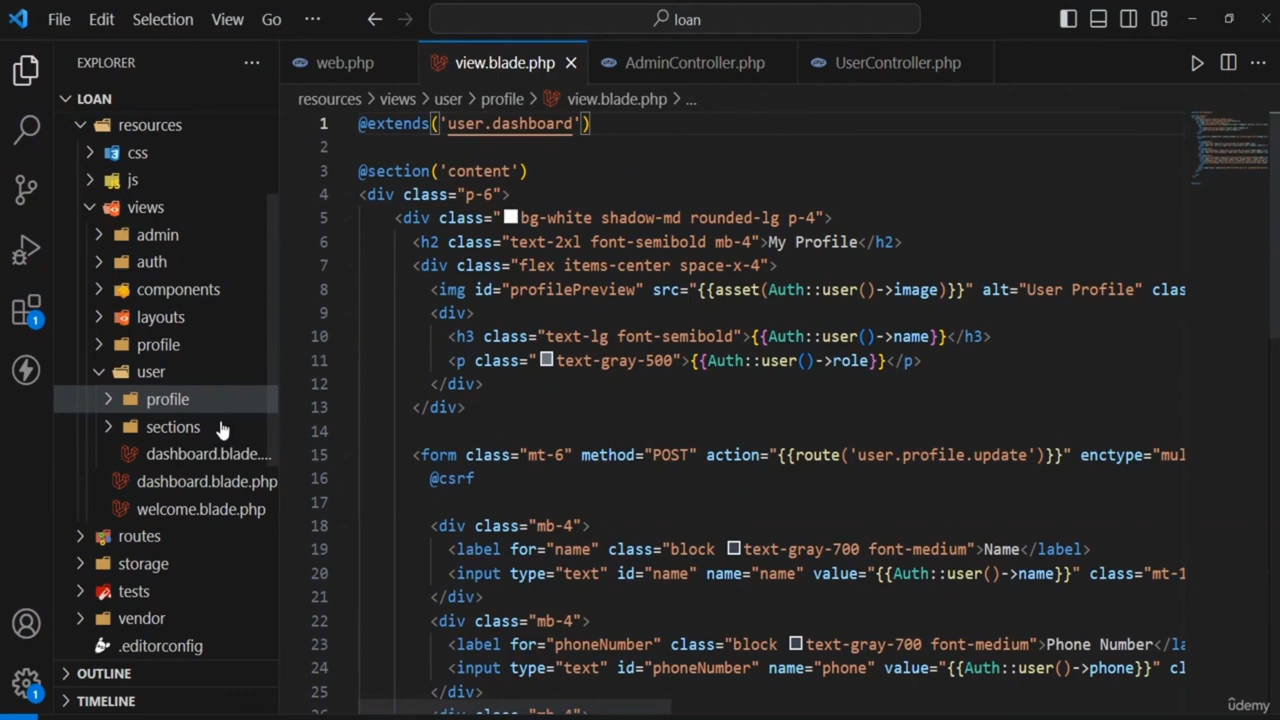 File Edit Selection View Go ··· loan
EXPLORER ···
LOAN
resources
css
js
views
admin
auth
components
layouts
profile
user
profile
sections
dashboard.blade....
dashboard.blade.php
welcome.blade.php
routes
storage
tests
vendor
.editorconfig
OUTLINE
TIMELINE
1
1
web.php view.blade.php AdminController.php UserController.php
resources > views > user > profile > view.blade.php > ...
1 @extends('user.dashboard')
2
3 @section('content')
4 <div class="p-6">
5 <div class="bg-white shadow-md rounded-lg p-4">
6 <h2 class="text-2xl font-semibold mb-4">My Profile</h2>
7 <div class="flex items-center space-x-4">
8 <img id="profilePreview" src="{{asset(Auth::user()->image)}}" alt="User Profile" clas
9 <div>
10 <h3 class="text-lg font-semibold">{{Auth::user()->name}}</h3>
11 <p class="text-gray-500">{{Auth::user()->role}}</p>
12 </div>
13 </div>
14
15 <form class="mt-6" method="POST" action="{{route('user.profile.update')}}" enctype="mul
16 @csrf
17
18 <div class="mb-4">
19 <label for="name" class="block text-gray-700 font-medium">Name</label>
20 <input type="text" id="name" name="name" value="{{Auth::user()->name}}" class="mt-1
21 </div>
22 <div class="mb-4">
23 <label for="phoneNumber" class="block text-gray-700 font-medium">Phone Number</la
24 <input type="text" id="phoneNumber" name="phone" value="{{Auth::user()->phone}}" cl
25 </div>
26 <div class="mb-4">
udemy